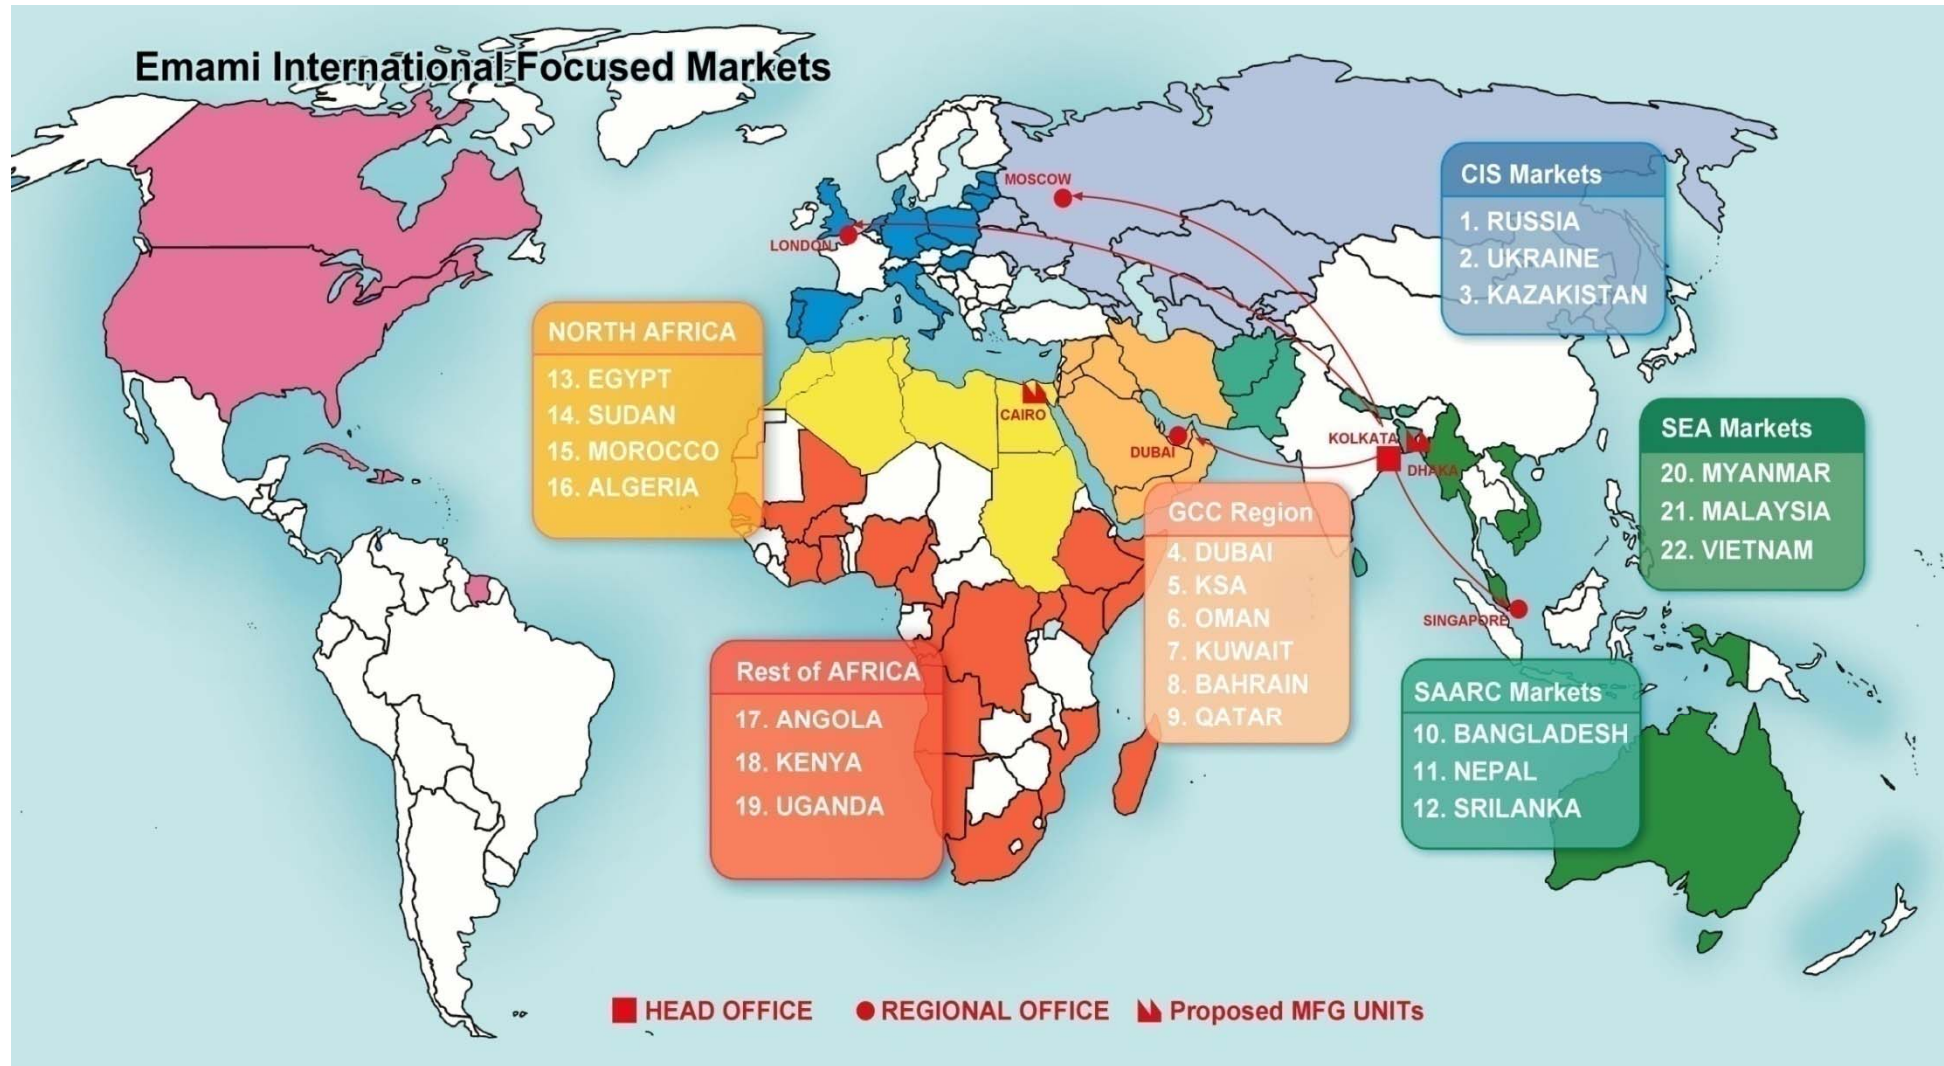 Emami International Focused Markets
MOSCOW
LONDON
CIS Markets
1. RUSSIA
2. UKRAINE
3. KAZAKISTAN
NORTH AFRICA
13. EGYPT
14. SUDAN
15. MOROCCO
16. ALGERIA
CAIRO
DUBAI
KOLKATA
DHAKA
SEA Markets
20. MYANMAR
21. MALAYSIA
22. VIETNAM
GCC Region
4. DUBAI
5. KSA
6. OMAN
7. KUWAIT
8. BAHRAIN
9. QATAR
SINGAPORE
Rest of AFRICA
17. ANGOLA
18. KENYA
19. UGANDA
SAARC Markets
10. BANGLADESH
11. NEPAL
12. SRILANKA
HEAD OFFICE
REGIONAL OFFICE
Proposed MFG UNITs